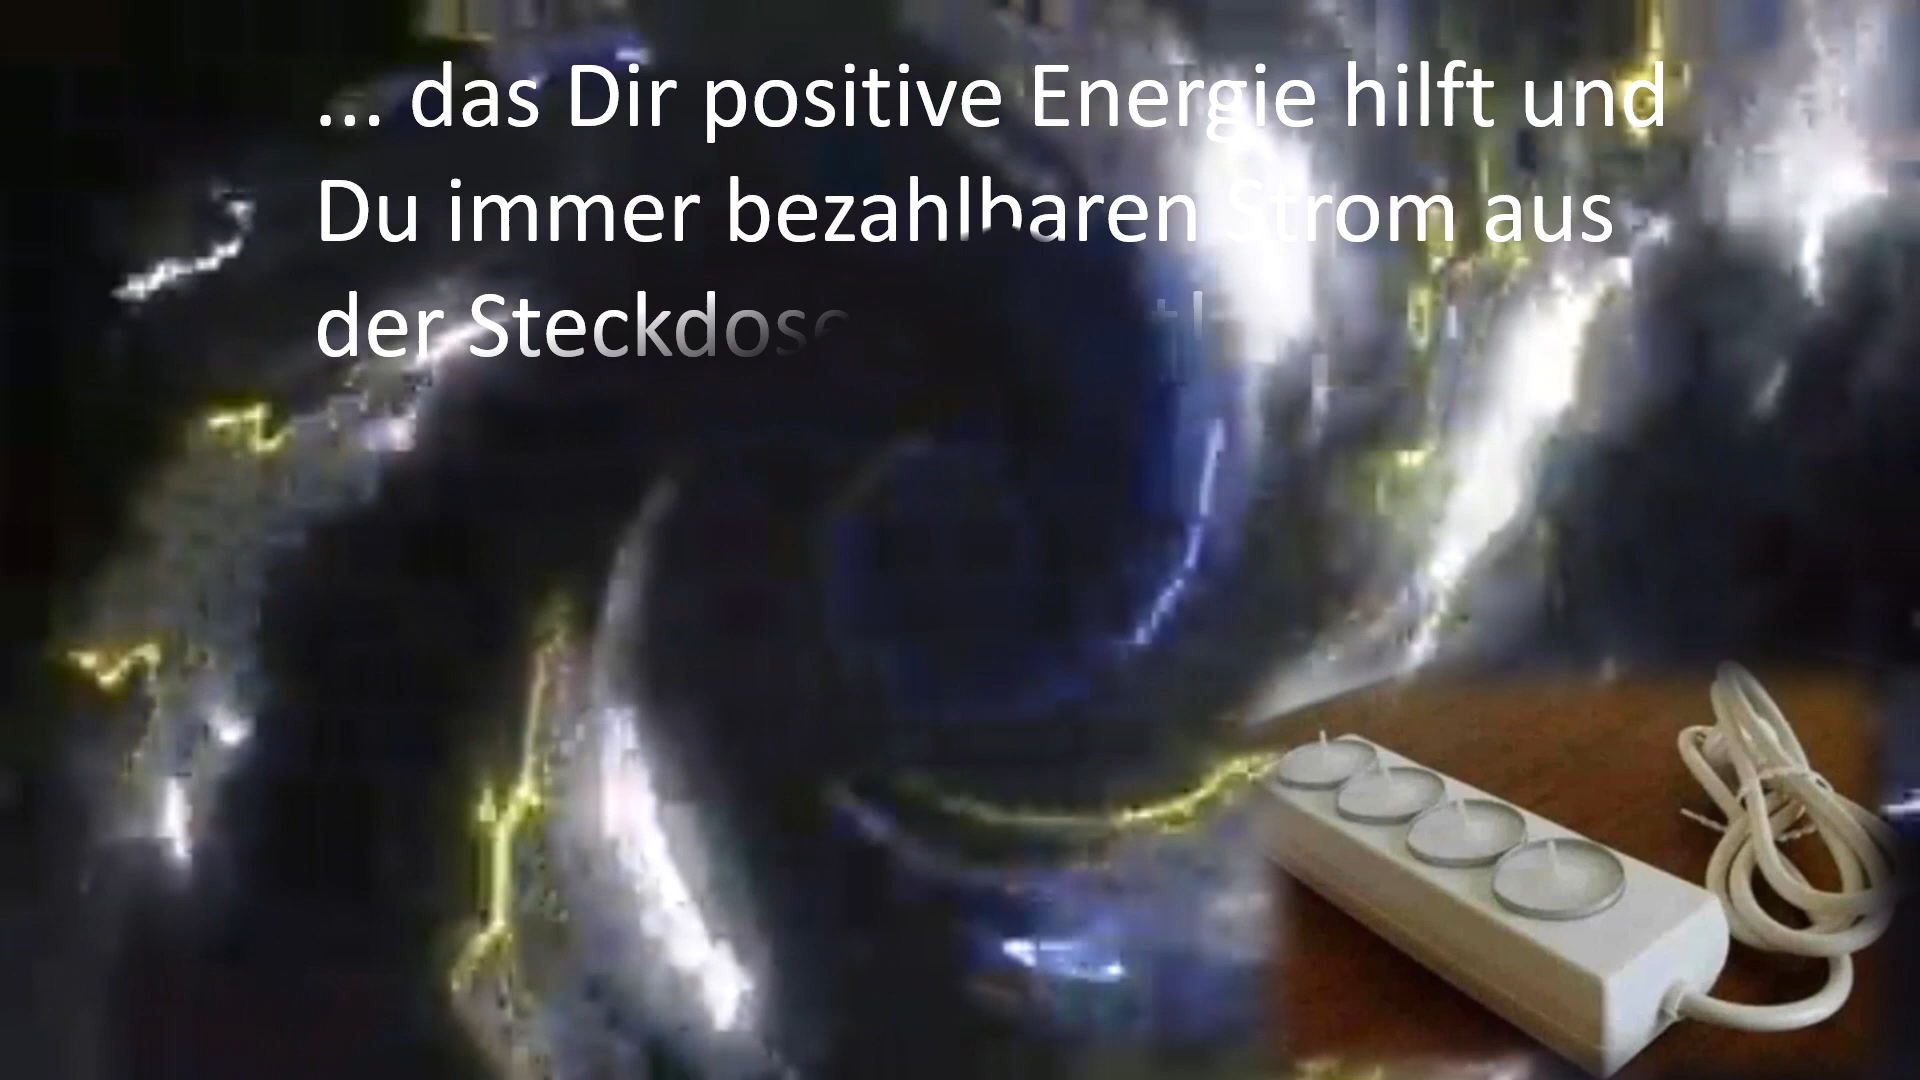 ... das Dir positive Energie hilft und
Du immer bezahlbaren Strom aus
der Steckdose